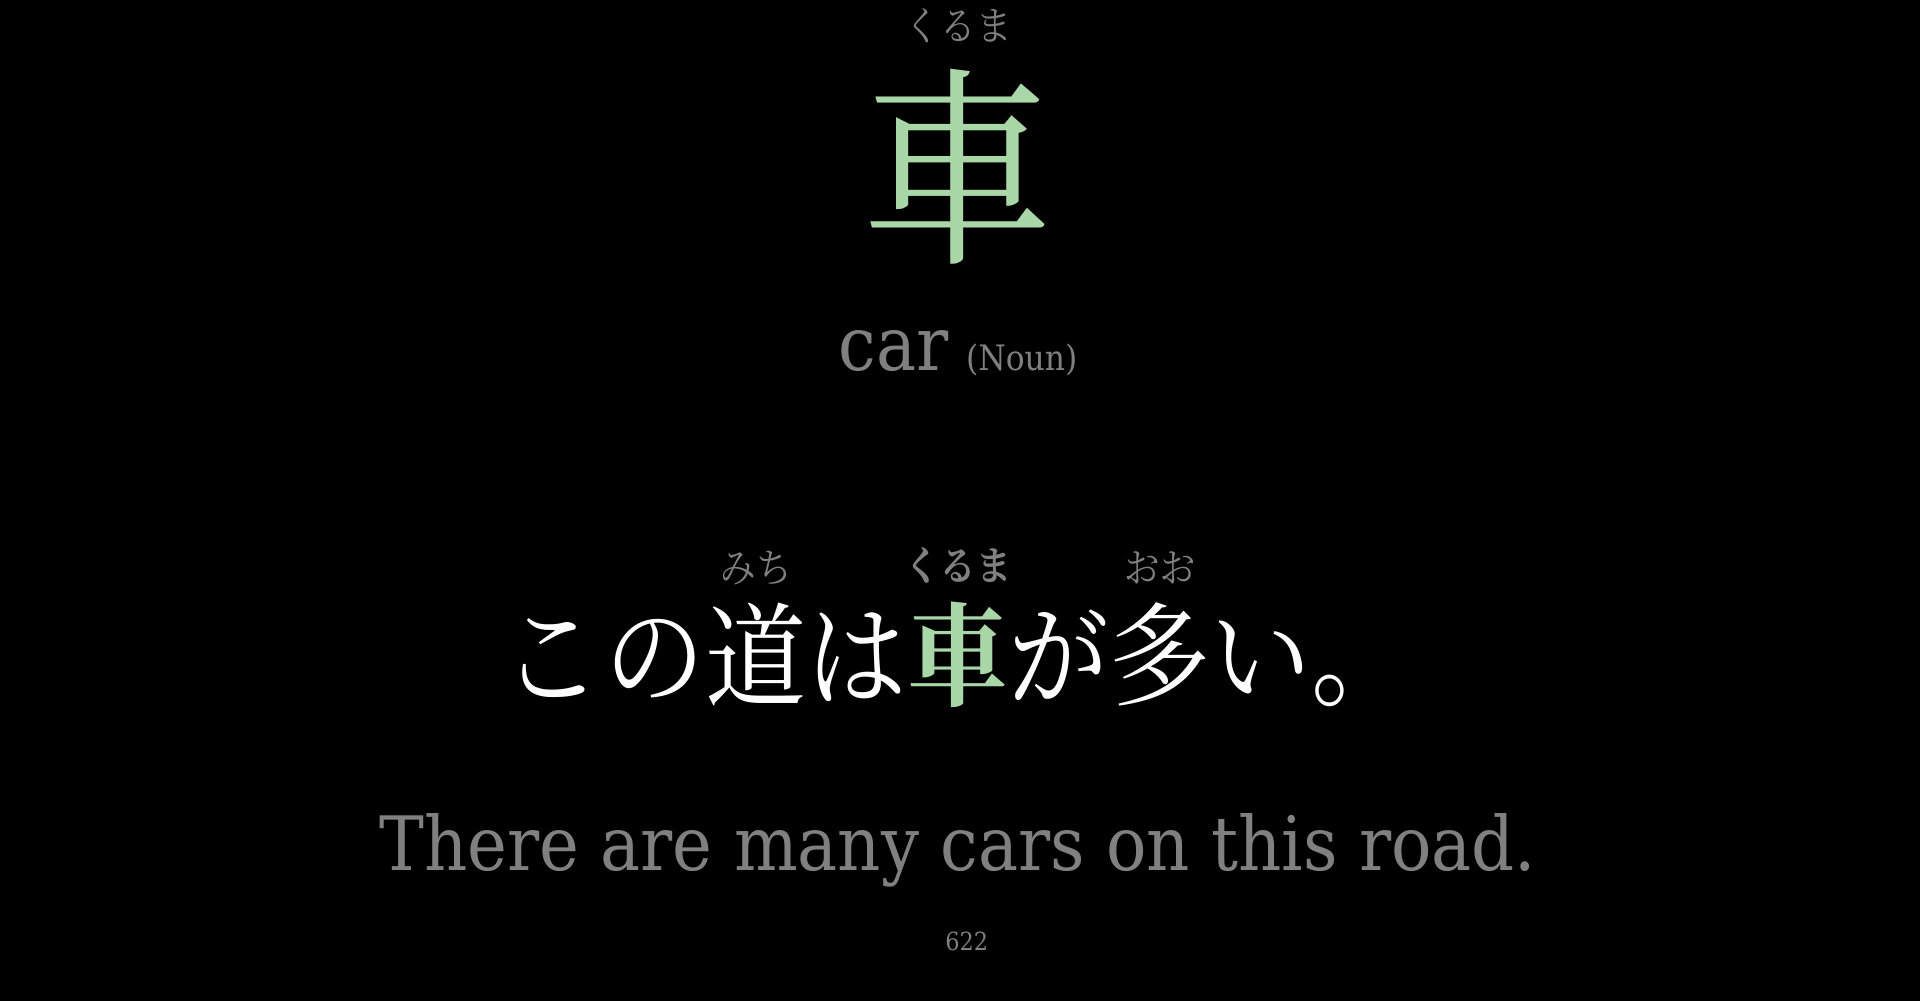 くるま
車
car (Noun)
みち くるま おお
この道は車が多い。
There are many cars on this road.
622